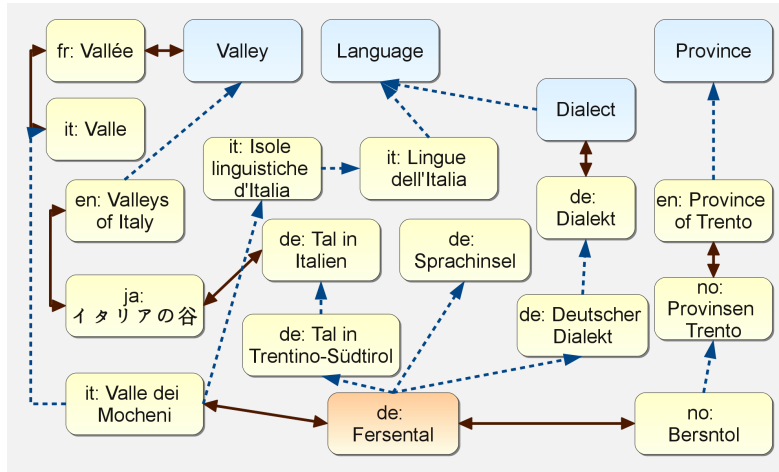 fr: Vallée
Valley
Language
Province
Dialect
it: Valle
it: Isole
linguistiche
d'Italia
it: Lingue
dell'Italia
en: Valleys
of Italy
de:
Dialekt
en: Province
of Trento
de: Tal in
Italien
de:
Sprachinsel
ja:
イタリアの谷
no:
Provinsen
Trento
de: Deutscher
Dialekt
de: Tal in
Trentino-Südtirol
it: Valle dei
Mocheni
de:
Fersental
no:
Bersntol